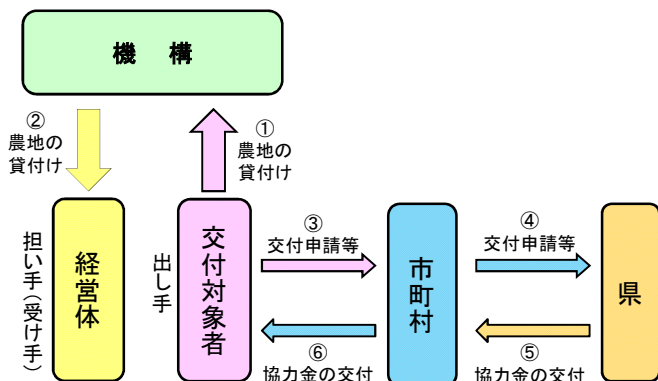 機 構
②
農地の
貸付け
①
農地の
貸付け
担い手(受け手)
経営体
出し手
交付対象者
③
交付申請等
市町村
④
交付申請等
県
⑥
協力金の交付
⑤
協力金の交付